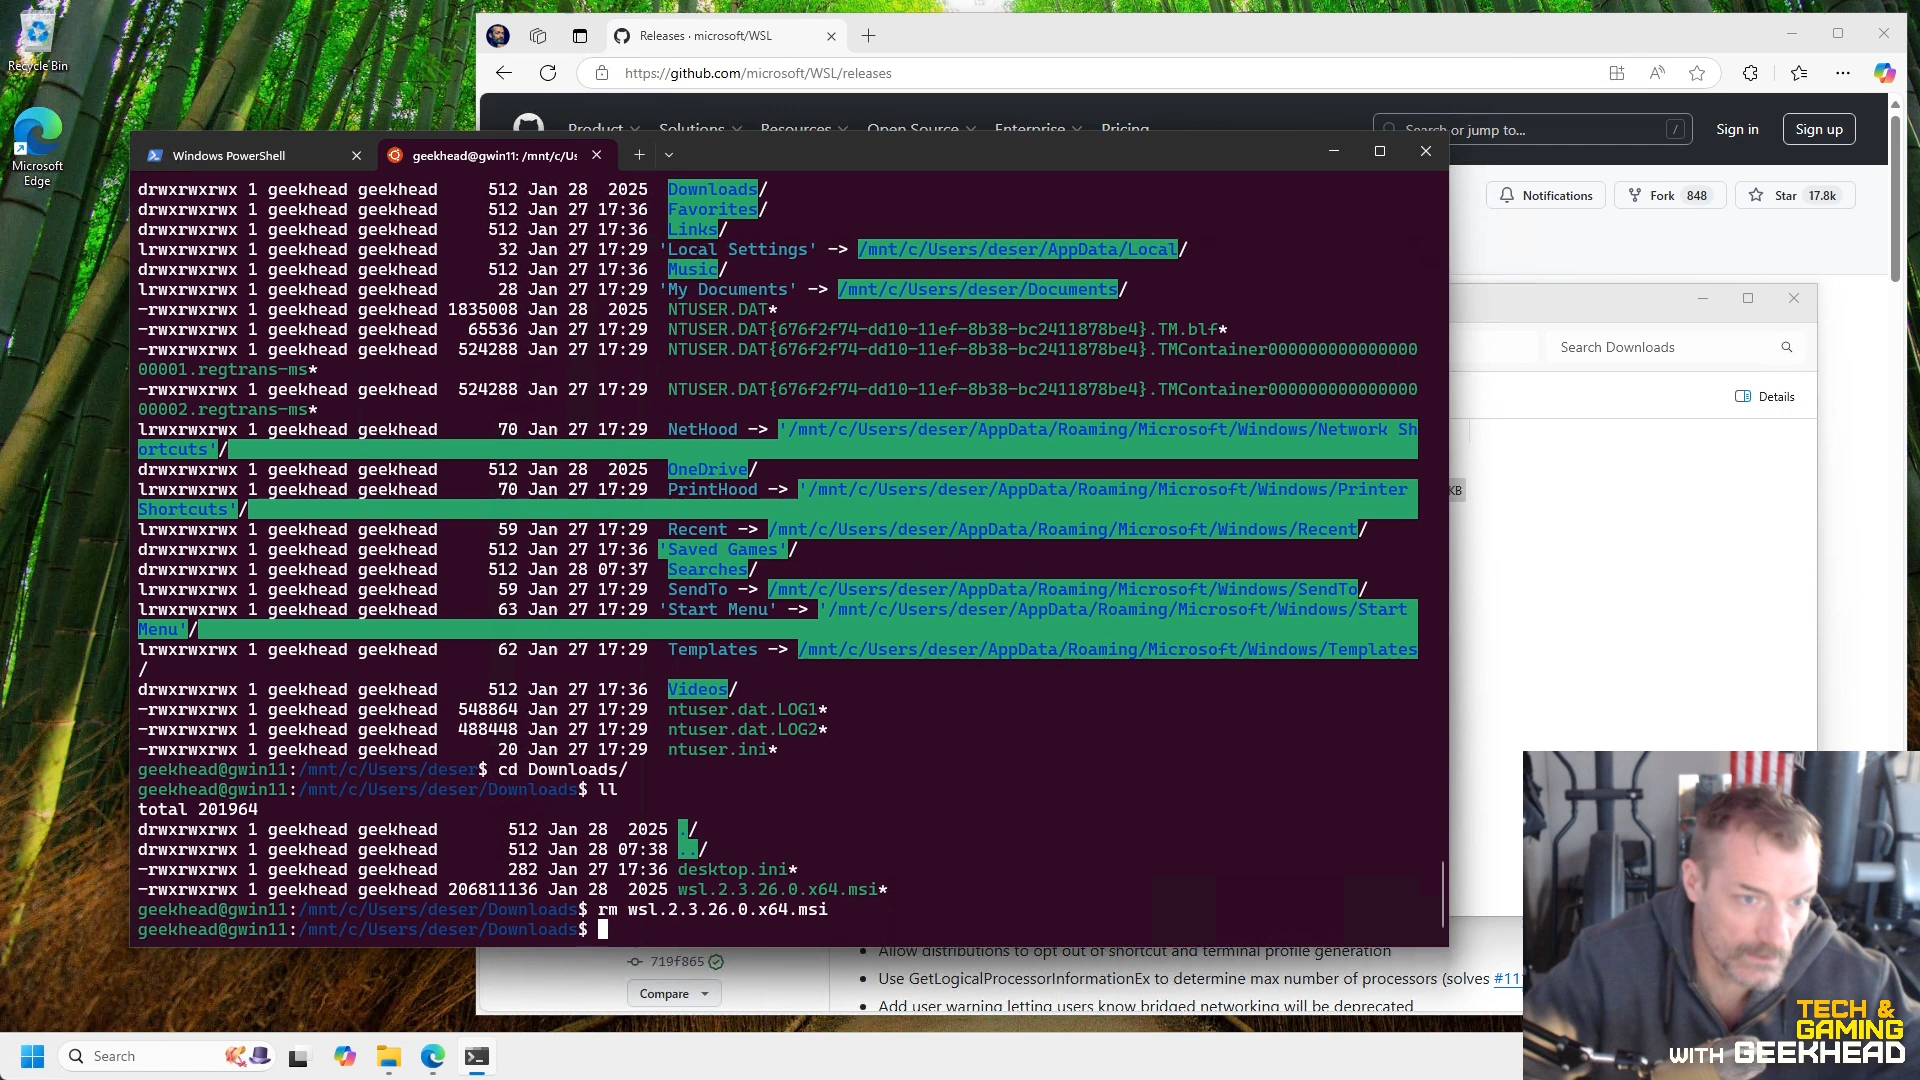 Recycle Bin
Microsoft
Edge
Releases · microsoft/WSL
https://github.com/microsoft/WSL/releases
Product Solutions Resources Open Source Enterprise Pricing
Search or jump to... /
Sign in
Sign up
Notifications
Fork 848
Star 17.8k
Search Downloads
Details
KB
Windows PowerShell
geekhead@gwin11: /mnt/c/Us
drwxrwxrwx 1 geekhead geekhead 512 Jan 28 2025 Downloads/
drwxrwxrwx 1 geekhead geekhead 512 Jan 27 17:36 Favorites/
drwxrwxrwx 1 geekhead geekhead 512 Jan 27 17:36 Links/
lrwxrwxrwx 1 geekhead geekhead 32 Jan 27 17:29 'Local Settings' -> /mnt/c/Users/deser/AppData/Local/
drwxrwxrwx 1 geekhead geekhead 512 Jan 27 17:36 Music/
lrwxrwxrwx 1 geekhead geekhead 28 Jan 27 17:29 'My Documents' -> /mnt/c/Users/deser/Documents/
-rwxrwxrwx 1 geekhead geekhead 1835008 Jan 28 2025 NTUSER.DAT*
-rwxrwxrwx 1 geekhead geekhead 65536 Jan 27 17:29 NTUSER.DAT{676f2f74-dd10-11ef-8b38-bc2411878be4}.TM.blf*
-rwxrwxrwx 1 geekhead geekhead 524288 Jan 27 17:29 NTUSER.DAT{676f2f74-dd10-11ef-8b38-bc2411878be4}.TMContainer000000000000000
00001.regtrans-ms*
-rwxrwxrwx 1 geekhead geekhead 524288 Jan 27 17:29 NTUSER.DAT{676f2f74-dd10-11ef-8b38-bc2411878be4}.TMContainer000000000000000
00002.regtrans-ms*
lrwxrwxrwx 1 geekhead geekhead 70 Jan 27 17:29 NetHood -> '/mnt/c/Users/deser/AppData/Roaming/Microsoft/Windows/Network Sh
ortcuts'/
drwxrwxrwx 1 geekhead geekhead 512 Jan 28 2025 OneDrive/
lrwxrwxrwx 1 geekhead geekhead 70 Jan 27 17:29 PrintHood -> '/mnt/c/Users/deser/AppData/Roaming/Microsoft/Windows/Printer
Shortcuts'/
lrwxrwxrwx 1 geekhead geekhead 59 Jan 27 17:29 Recent -> /mnt/c/Users/deser/AppData/Roaming/Microsoft/Windows/Recent/
drwxrwxrwx 1 geekhead geekhead 512 Jan 27 17:36 'Saved Games'/
drwxrwxrwx 1 geekhead geekhead 512 Jan 28 07:37 Searches/
lrwxrwxrwx 1 geekhead geekhead 59 Jan 27 17:29 SendTo -> /mnt/c/Users/deser/AppData/Roaming/Microsoft/Windows/SendTo/
lrwxrwxrwx 1 geekhead geekhead 63 Jan 27 17:29 'Start Menu' -> '/mnt/c/Users/deser/AppData/Roaming/Microsoft/Windows/Start
Menu'/
lrwxrwxrwx 1 geekhead geekhead 62 Jan 27 17:29 Templates -> /mnt/c/Users/deser/AppData/Roaming/Microsoft/Windows/Templates
/
drwxrwxrwx 1 geekhead geekhead 512 Jan 27 17:36 Videos/
-rwxrwxrwx 1 geekhead geekhead 548864 Jan 27 17:29 ntuser.dat.LOG1*
-rwxrwxrwx 1 geekhead geekhead 488448 Jan 27 17:29 ntuser.dat.LOG2*
-rwxrwxrwx 1 geekhead geekhead 20 Jan 27 17:29 ntuser.ini*
geekhead@gwin11:/mnt/c/Users/deser$ cd Downloads/
geekhead@gwin11:/mnt/c/Users/deser/Downloads$ ll
total 201964
drwxrwxrwx 1 geekhead geekhead 512 Jan 28 2025 ./
drwxrwxrwx 1 geekhead geekhead 512 Jan 28 07:38 ../
-rwxrwxrwx 1 geekhead geekhead 282 Jan 27 17:36 desktop.ini*
-rwxrwxrwx 1 geekhead geekhead 206811136 Jan 28 2025 wsl.2.3.26.0.x64.msi*
geekhead@gwin11:/mnt/c/Users/deser/Downloads$ rm wsl.2.3.26.0.x64.msi
geekhead@gwin11:/mnt/c/Users/deser/Downloads$
719f865
Compare
• Allow distributions to opt out of shortcut and terminal profile generation
• Use GetLogicalProcessorInformationEx to determine max number of processors (solves #11
• Add user warning letting users know bridged networking will be deprecated
Search
TECH &
GAMING
WITH GEEKHEAD